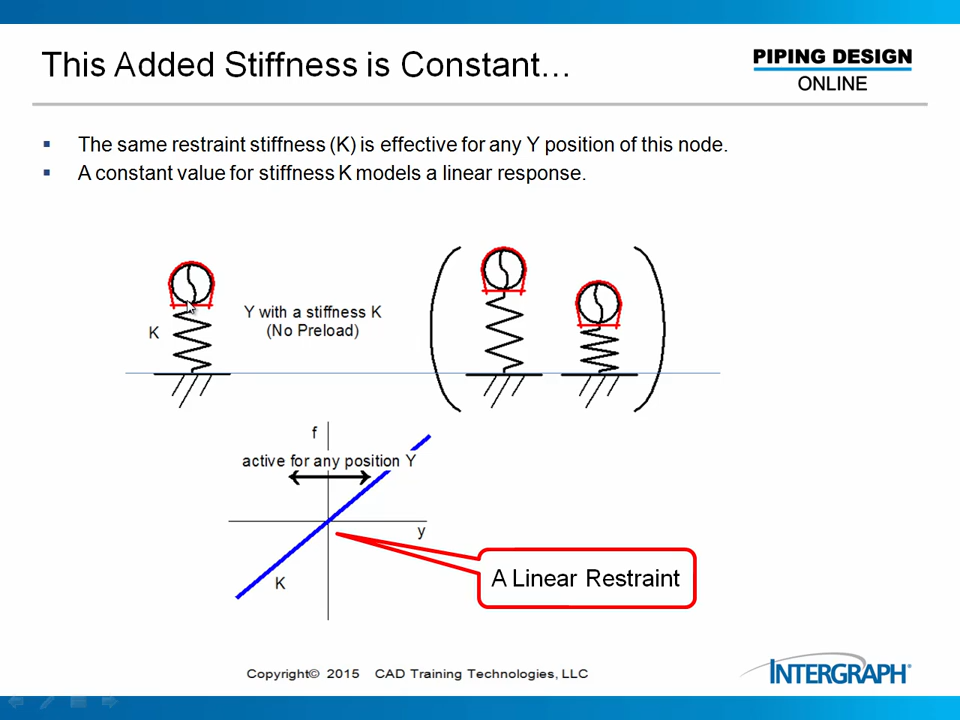 This Added Stiffness is Constant...
PIPING DESIGN
ONLINE
The same restraint stiffness (K) is effective for any Y position of this node.
A constant value for stiffness K models a linear response.
K
Y with a stiffness K
(No Preload)
f
active for any position Y
y
K
A Linear Restraint
Copyright© 2015 CAD Training Technologies, LLC
INTERGRAPH®